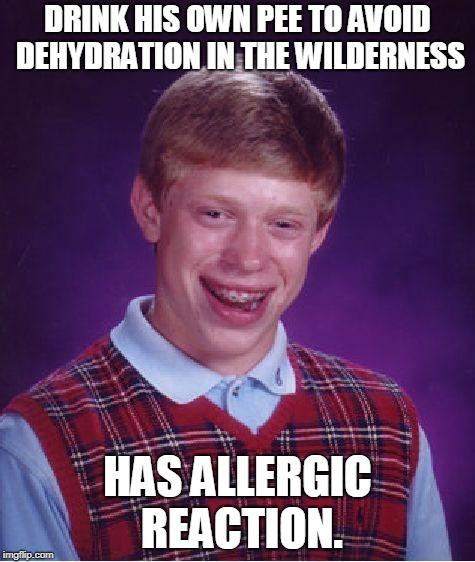 DRINK HIS OWN PEE TO AVOID
DEHYDRATION IN THE WILDERNESS
HAS ALLERGIC
REACTION.
imgflip.com